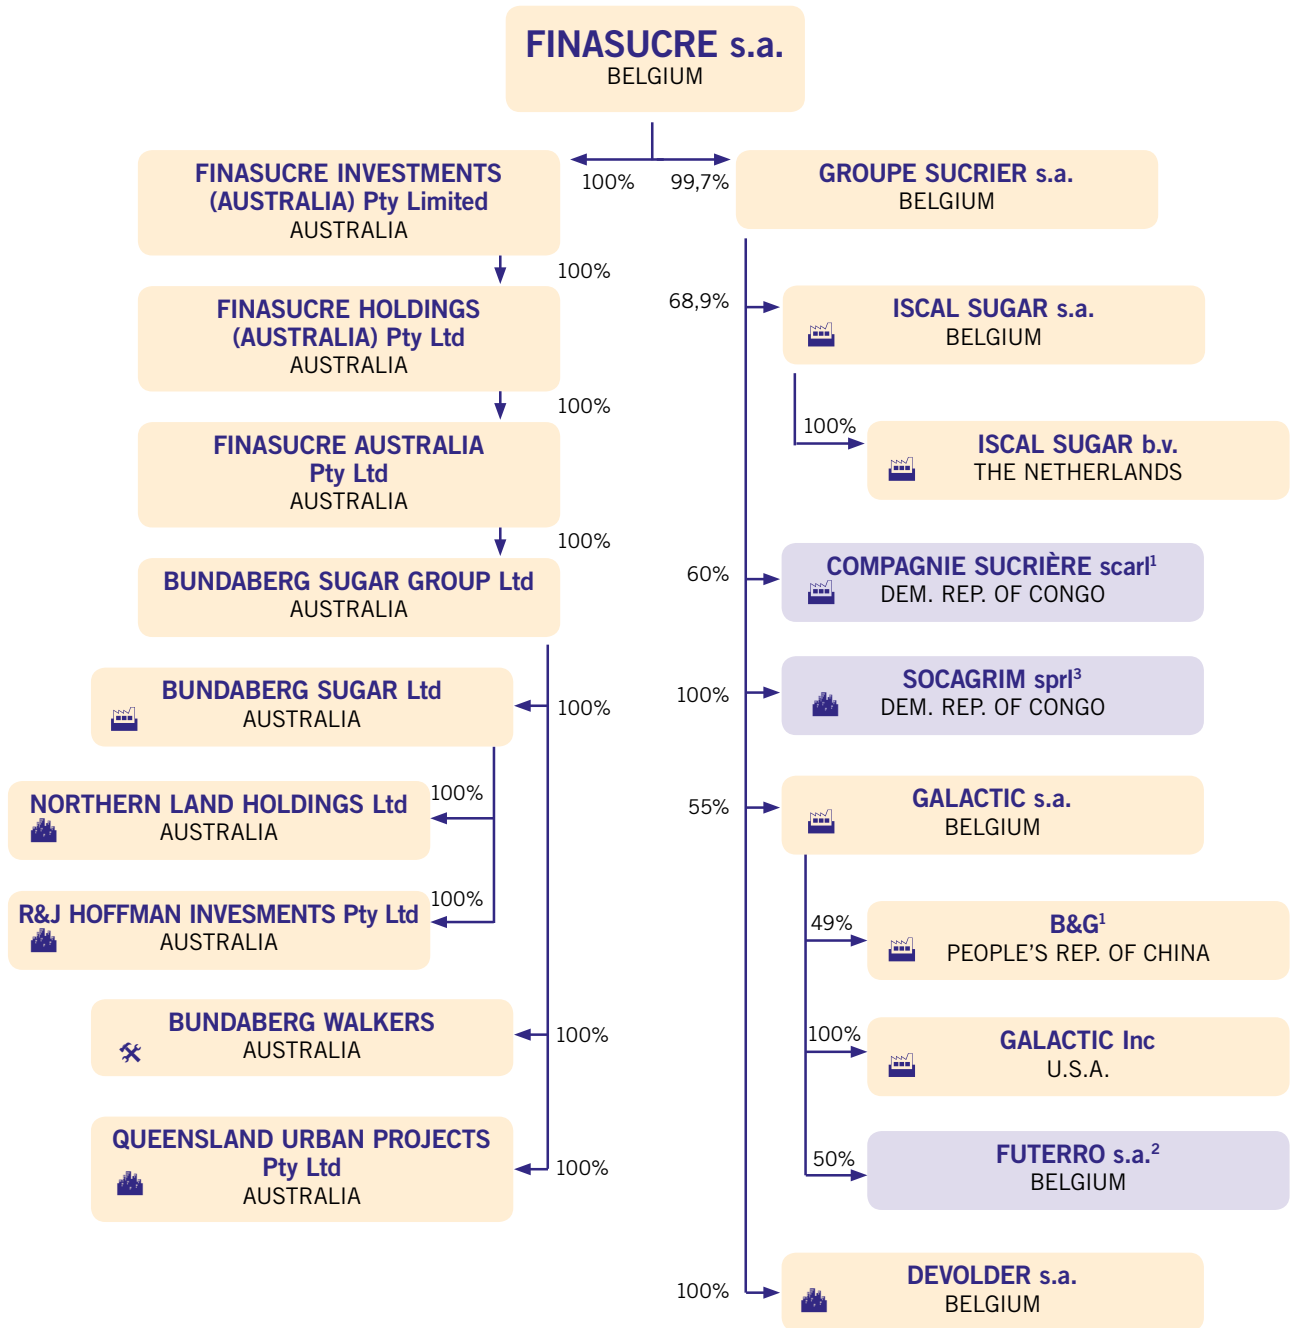 FINASUCRE s.a.
BELGIUM
100%
99,7%
FINASUCRE INVESTMENTS
(AUSTRALIA) Pty Limited
AUSTRALIA
100%
FINASUCRE HOLDINGS
(AUSTRALIA) Pty Ltd
AUSTRALIA
100%
FINASUCRE AUSTRALIA
Pty Ltd
AUSTRALIA
100%
BUNDABERG SUGAR GROUP Ltd
AUSTRALIA
BUNDABERG SUGAR Ltd
AUSTRALIA
100%
NORTHERN LAND HOLDINGS Ltd
AUSTRALIA
100%
R&J HOFFMAN INVESMENTS Pty Ltd
AUSTRALIA
100%
BUNDABERG WALKERS
AUSTRALIA
100%
QUEENSLAND URBAN PROJECTS
Pty Ltd
AUSTRALIA
100%
GROUPE SUCRIER s.a.
BELGIUM
68,9%
ISCAL SUGAR s.a.
BELGIUM
100%
ISCAL SUGAR b.v.
THE NETHERLANDS
60%
COMPAGNIE SUCRIÈRE scarl¹
DEM. REP. OF CONGO
100%
SOCAGRIM sprl³
DEM. REP. OF CONGO
55%
GALACTIC s.a.
BELGIUM
49%
B&G¹
PEOPLE'S REP. OF CHINA
100%
GALACTIC Inc
U.S.A.
50%
FUTERRO s.a.²
BELGIUM
100%
DEVOLDER s.a.
BELGIUM